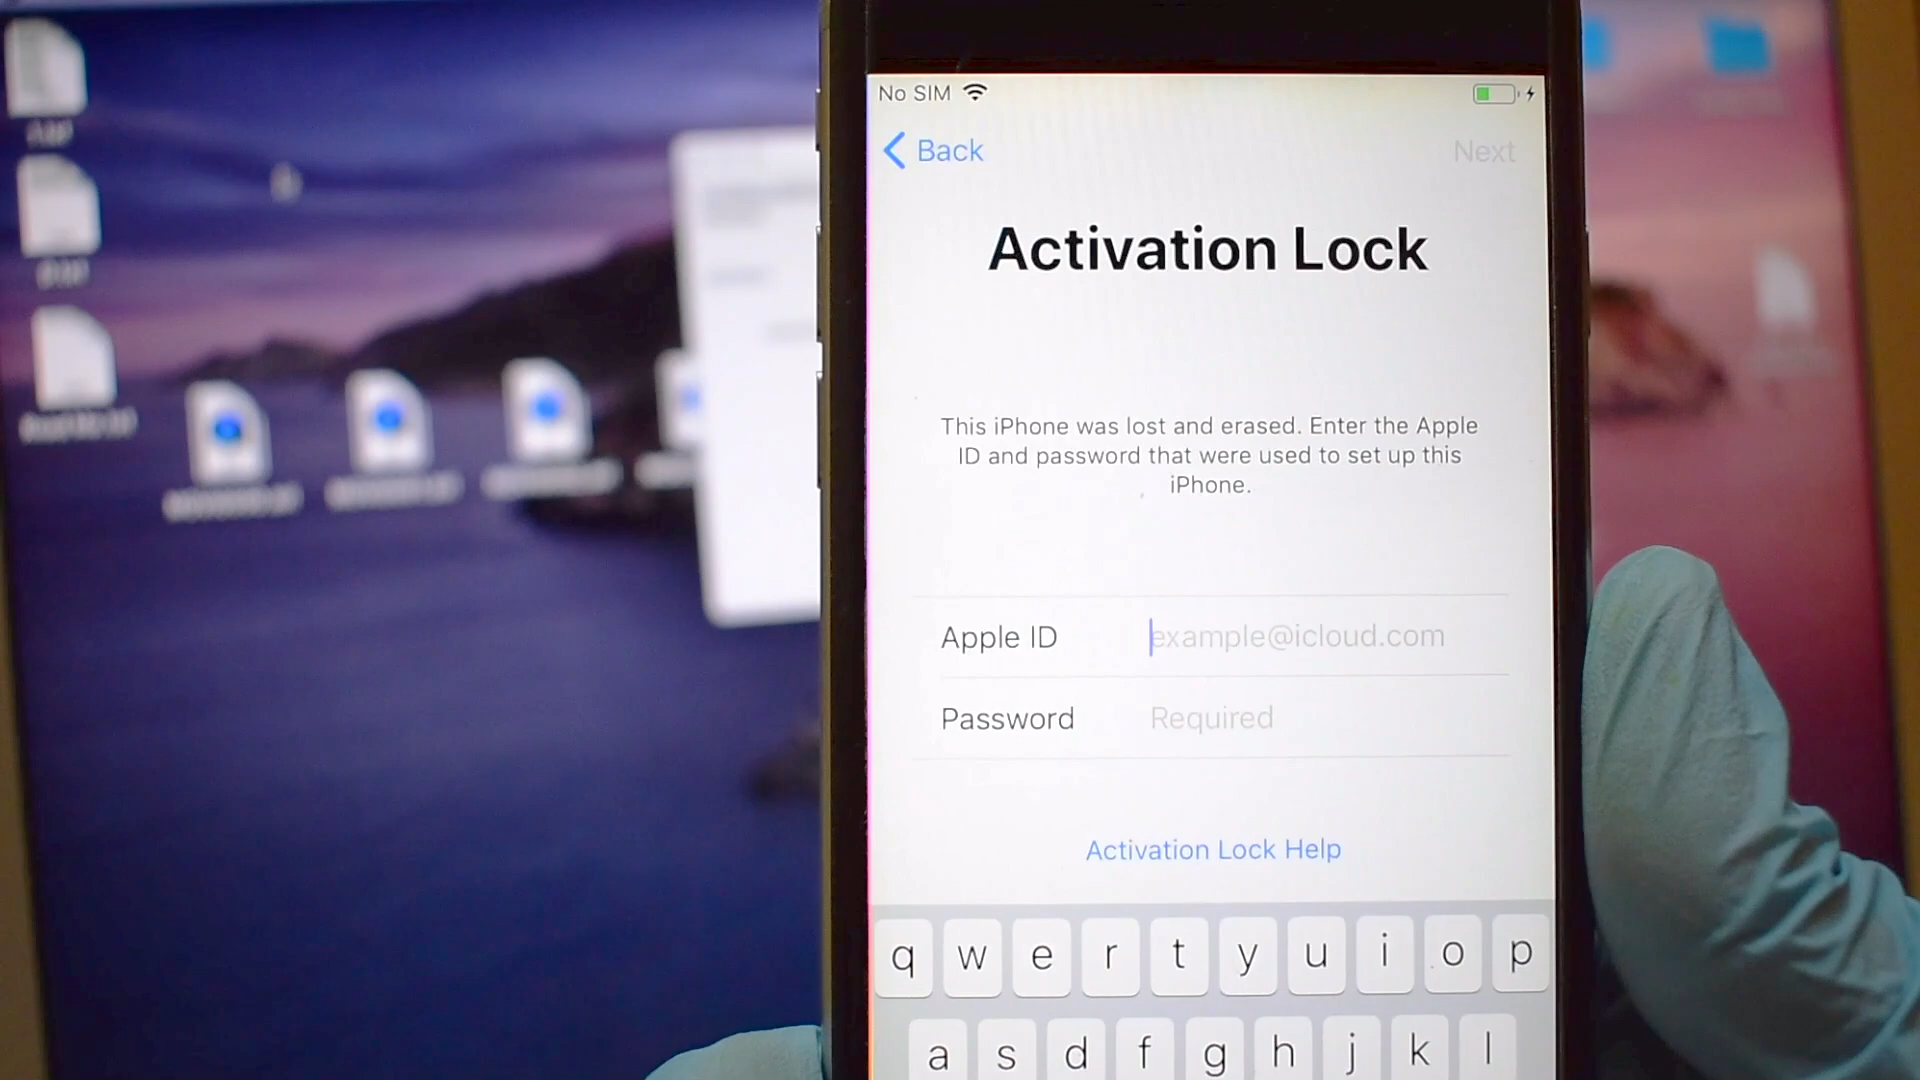 No SIM
Back
Next
Activation Lock
This iPhone was lost and erased. Enter the Apple
ID and password that were used to set up this
iPhone.
Apple ID example@icloud.com
Password Required
Activation Lock Help
q w e r t y u i o p
a s d f g h j k l